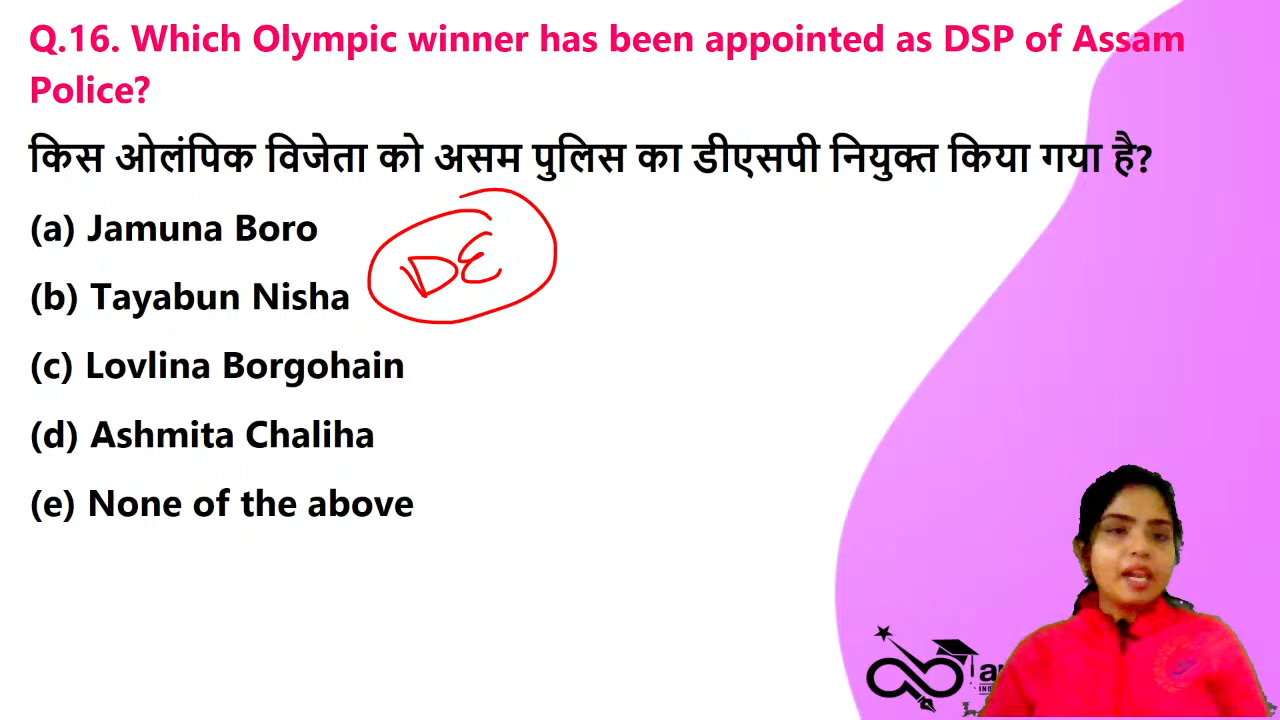 Q.16. Which Olympic winner has been appointed as DSP of Assam
Police?
किस ओलंपिक विजेता को असम पुलिस का डीएसपी नियुक्त किया गया है?
(a) Jamuna Boro
DE
(b) Tayabun Nisha
(c) Lovlina Borgohain
(d) Ashmita Chaliha
(e) None of the above